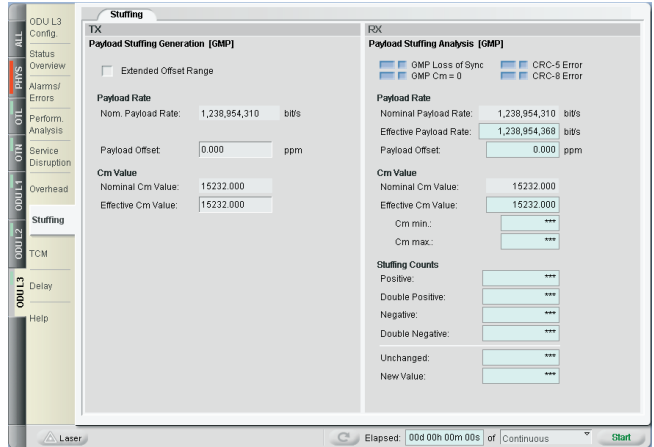 ALL
PHYS
OTL
OTN
ODU L1
ODU L2
ODU L3
ODU L3
Config.
Status
Overview
Alarms/
Errors
Perform.
Analysis
Service
Disruption
Overhead
Stuffing
TCM
Delay
Help
Stuffing
TX
Payload Stuffing Generation [GMP]
Extended Offset Range
Payload Rate
Nom. Payload Rate: 1,238,954,310 bit/s
Payload Offset: 0.000 ppm
Cm Value
Nominal Cm Value: 15232.000
Effective Cm Value: 15232.000
RX
Payload Stuffing Analysis [GMP]
GMP Loss of Sync CRC-5 Error
GMP Cm = 0 CRC-8 Error
Payload Rate
Nominal Payload Rate: 1,238,954,310 bit/s
Effective Payload Rate: 1,238,954,368 bit/s
Payload Offset: 0.000 ppm
Cm Value
Nominal Cm Value: 15232.000
Effective Cm Value: 15232.000
Cm min.: ***
Cm max.: ***
Stuffing Counts
Positive: ***
Double Positive: ***
Negative: ***
Double Negative: ***
Unchanged: ***
New Value: ***
Laser
Elapsed: 00d 00h 00m 00s of Continuous
Start